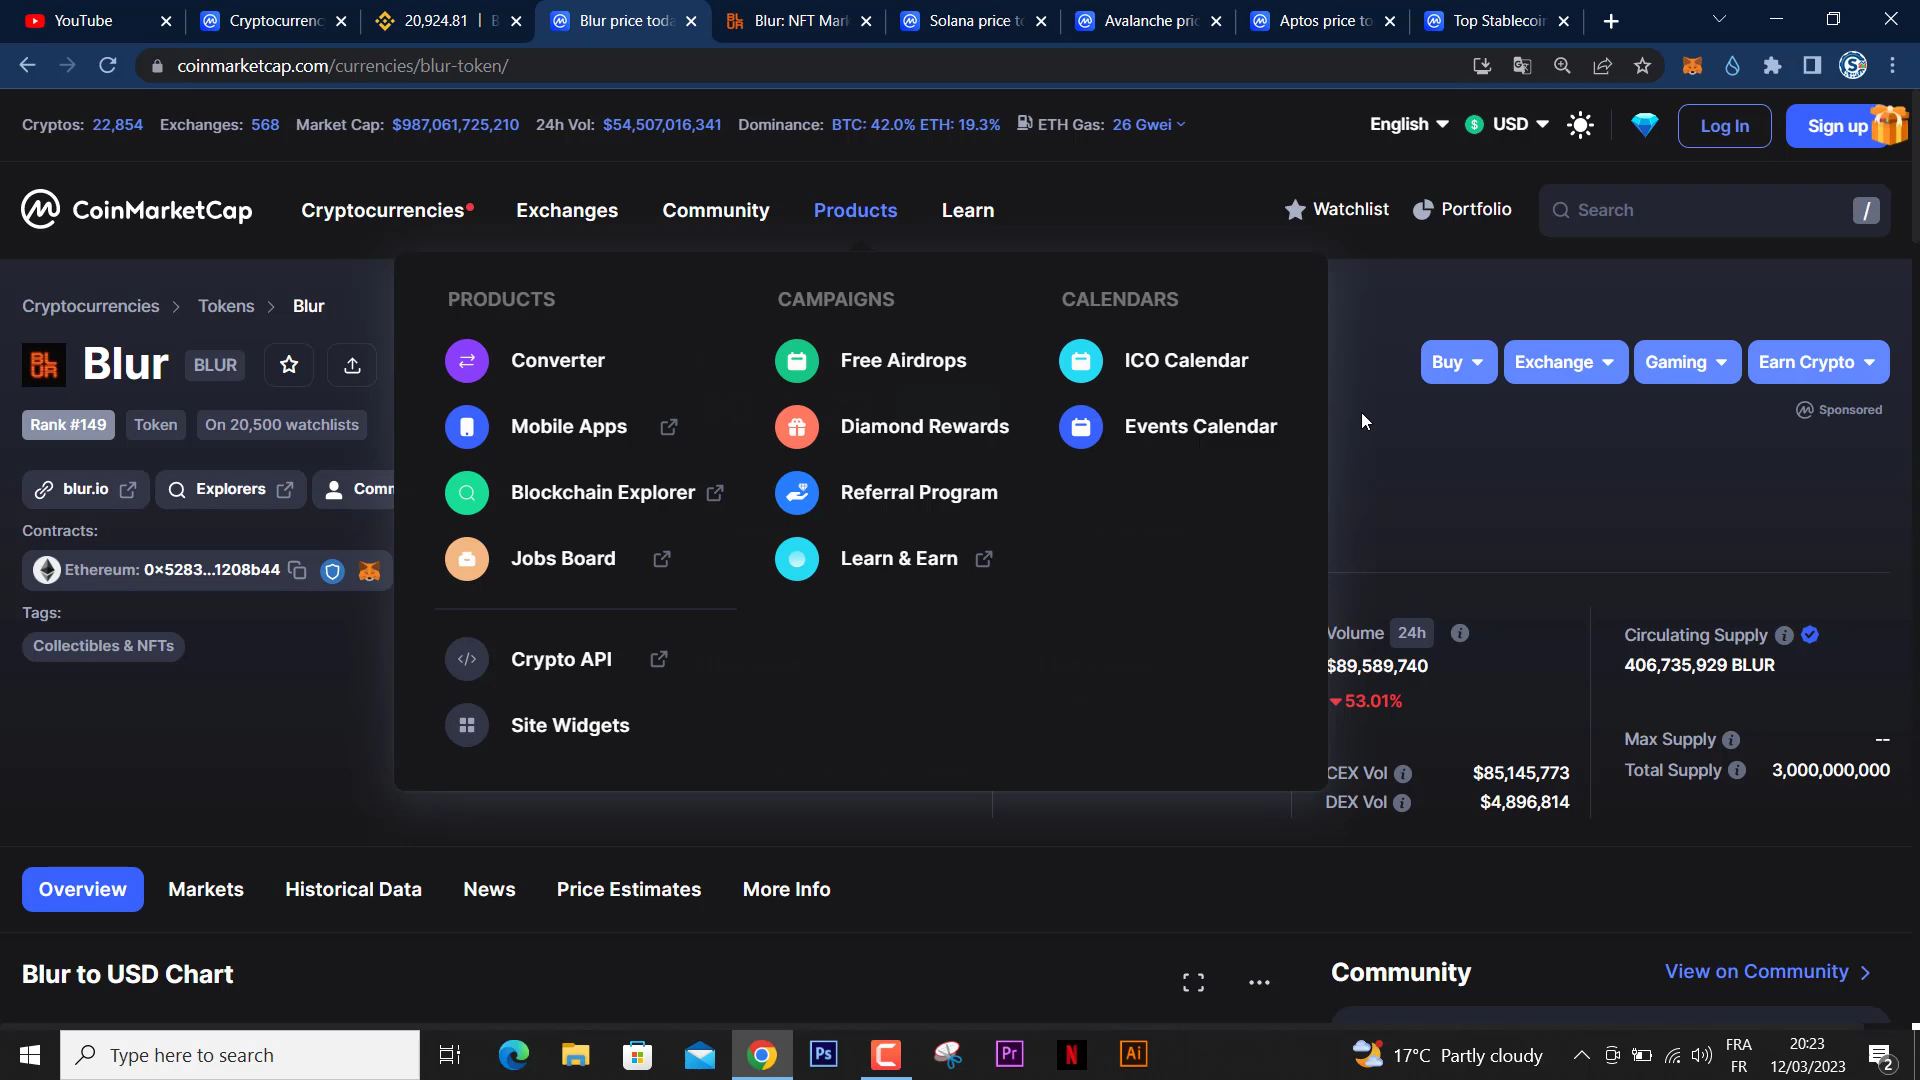 YouTube
Cryptocurrenc
20,924.81 | B
Blur price toda
Blur: NFT Mark
Solana price to
Avalanche pric
Aptos price to
Top Stablecoin
coinmarketcap.com/currencies/blur-token/
Cryptos: 22,854 Exchanges: 568 Market Cap: $987,061,725,210 24h Vol: $54,507,016,341 Dominance: BTC: 42.0% ETH: 19.3% ETH Gas: 26 Gwei
English USD Log In Sign up
CoinMarketCap Cryptocurrencies Exchanges Community Products Learn Watchlist Portfolio Search /
Cryptocurrencies > Tokens > Blur
Blur BLUR
Rank #149 Token On 20,500 watchlists
blur.io Explorers Comm
Contracts:
Ethereum: 0x5283...1208b44
Tags:
Collectibles & NFTs
PRODUCTS
Converter
Mobile Apps
Blockchain Explorer
Jobs Board
Crypto API
Site Widgets
CAMPAIGNS
Free Airdrops
Diamond Rewards
Referral Program
Learn & Earn
CALENDARS
ICO Calendar
Events Calendar
Buy Exchange Gaming Earn Crypto
Sponsored
Volume 24h
$89,589,740
53.01%
CEX Vol $85,145,773
DEX Vol $4,896,814
Circulating Supply
406,735,929 BLUR
Max Supply --
Total Supply 3,000,000,000
Overview Markets Historical Data News Price Estimates More Info
Blur to USD Chart
Community View on Community >
Type here to search
Ps
Pr
N
Ai
17°C Partly cloudy
FRA
FR
20:23
12/03/2023
2